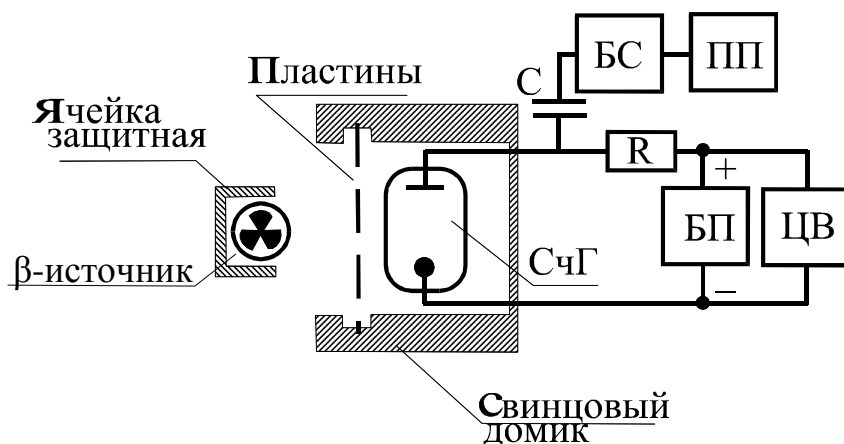 БС
ПП
C
Пластины
Ячейка
защитная
R
+
БП
ЦВ
СчГ
β-источник
−
Свинцовый
домик